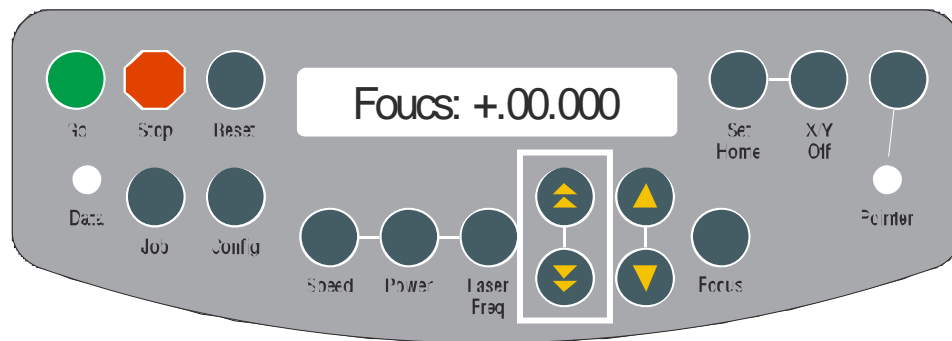 Foucs: +.00.000
Go
Stop
Reset
Set
Home
X/Y
Off
Data
Job
Config
Pointer
Speed
Power
Laser
Freq
Focus